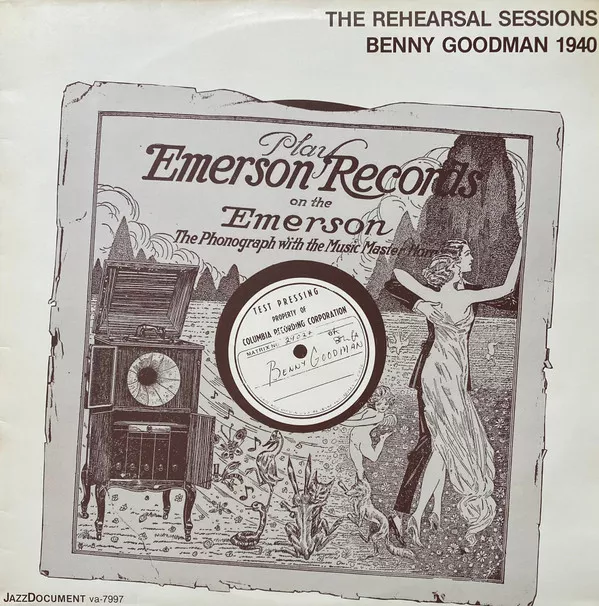 THE REHEARSAL SESSIONS
BENNY GOODMAN 1940
Play
Emerson Records
on the
Emerson
The Phonograph with the Music Master Horn
TEST PRESSING
PROPERTY OF
COLUMBIA RECORDING CORPORATION
MATRIX NO.
BENNY GOODMAN
JAZZDOCUMENT va-7997